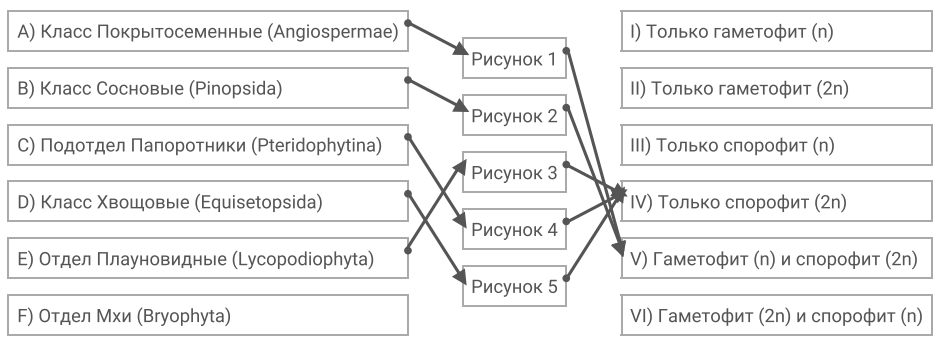 A) Класс Покрытосеменные (Angiospermae)
B) Класс Сосновые (Pinopsida)
C) Подотдел Папоротники (Pteridophytina)
D) Класс Хвощовые (Equisetopsida)
E) Отдел Плауновидные (Lycopodiophyta)
F) Отдел Мхи (Bryophyta)
Рисунок 1
Рисунок 2
Рисунок 3
Рисунок 4
Рисунок 5
I) Только гаметофит (n)
II) Только гаметофит (2n)
III) Только спорофит (n)
IV) Только спорофит (2n)
V) Гаметофит (n) и спорофит (2n)
VI) Гаметофит (2n) и спорофит (n)